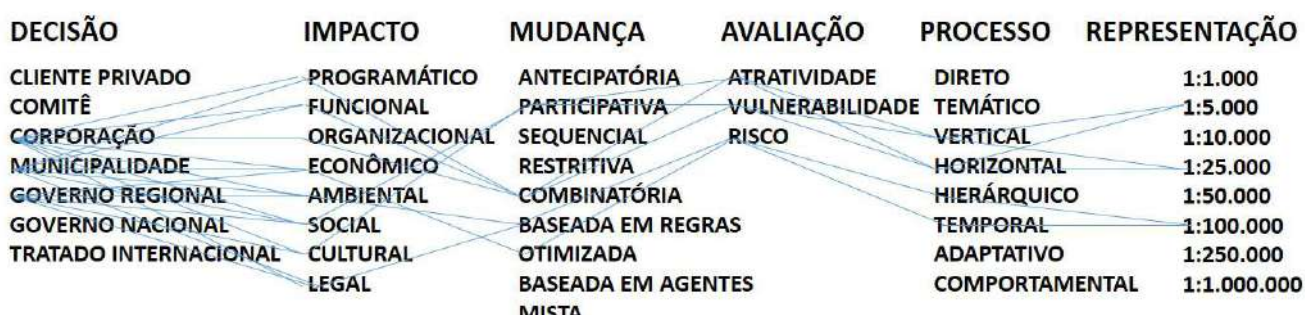 DECISÃO IMPACTO MUDANÇA AVALIAÇÃO PROCESSO REPRESENTAÇÃO
CLIENTE PRIVADO PROGRAMÁTICO ANTECIPATÓRIA ATRATIVIDADE DIRETO 1:1.000
COMITÊ FUNCIONAL PARTICIPATIVA VULNERABILIDADE TEMÁTICO 1:5.000
CORPORAÇÃO ORGANIZACIONAL SEQUENCIAL RISCO VERTICAL 1:10.000
MUNICIPALIDADE ECONÔMICO RESTRITIVA HORIZONTAL 1:25.000
GOVERNO REGIONAL AMBIENTAL COMBINATÓRIA HIERÁRQUICO 1:50.000
GOVERNO NACIONAL SOCIAL BASEADA EM REGRAS TEMPORAL 1:100.000
TRATADO INTERNACIONAL CULTURAL OTIMIZADA ADAPTATIVO 1:250.000
LEGAL BASEADA EM AGENTES COMPORTAMENTAL 1:1.000.000
MISTA